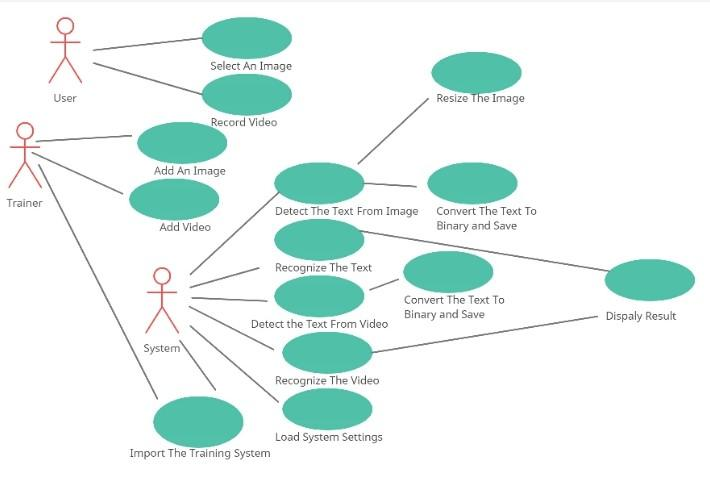 Select An Image
User
Resize The Image
Record Video
Add An Image
Trainer
Detect The Text From Image
Convert The Text To
Binary and Save
Add Video
Recognize The Text
Convert The Text To
Binary and Save
Dispaly Result
Detect the Text From Video
System
Recognize The Video
Load System Settings
Import The Training System